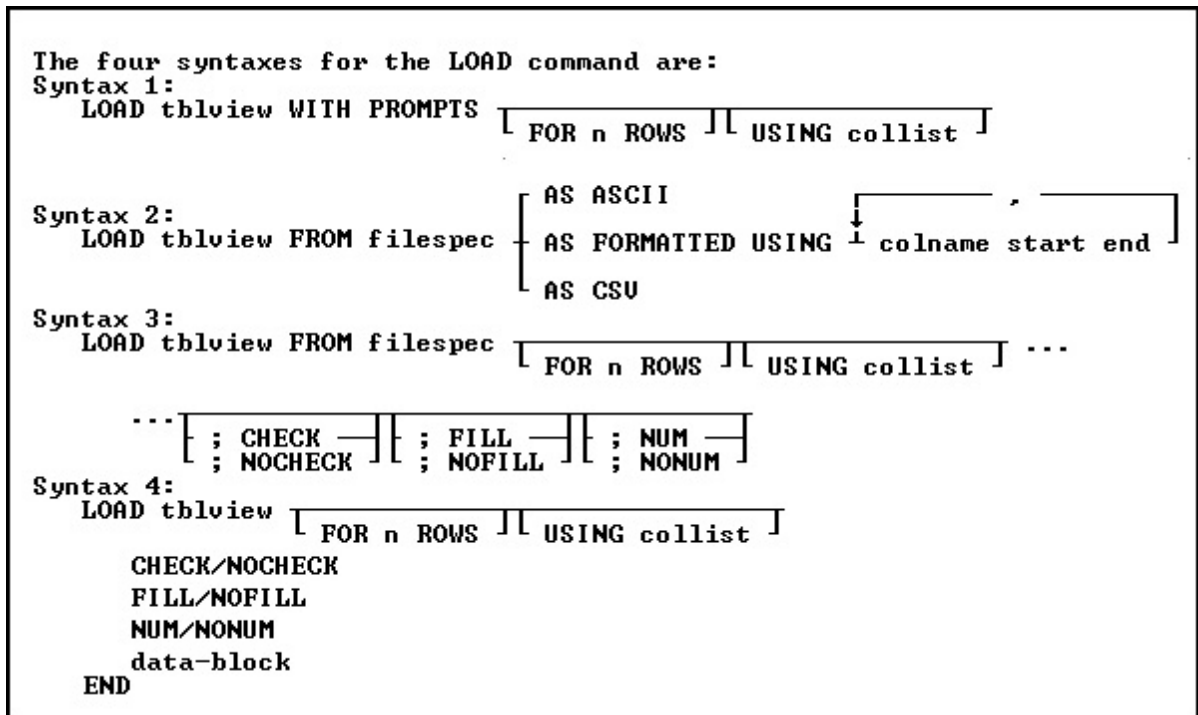 The four syntaxes for the LOAD command are:
Syntax 1:
LOAD tblview WITH PROMPTS
FOR n ROWS USING collist
AS ASCII ,
Syntax 2:
LOAD tblview FROM filespec AS FORMATTED USING colname start end
AS CSV
Syntax 3:
LOAD tblview FROM filespec ...
FOR n ROWS USING collist
...
; CHECK ; FILL ; NUM
; NOCHECK ; NOFILL ; NONUM
Syntax 4:
LOAD tblview
FOR n ROWS USING collist
CHECK/NOCHECK
FILL/NOFILL
NUM/NONUM
data-block
END